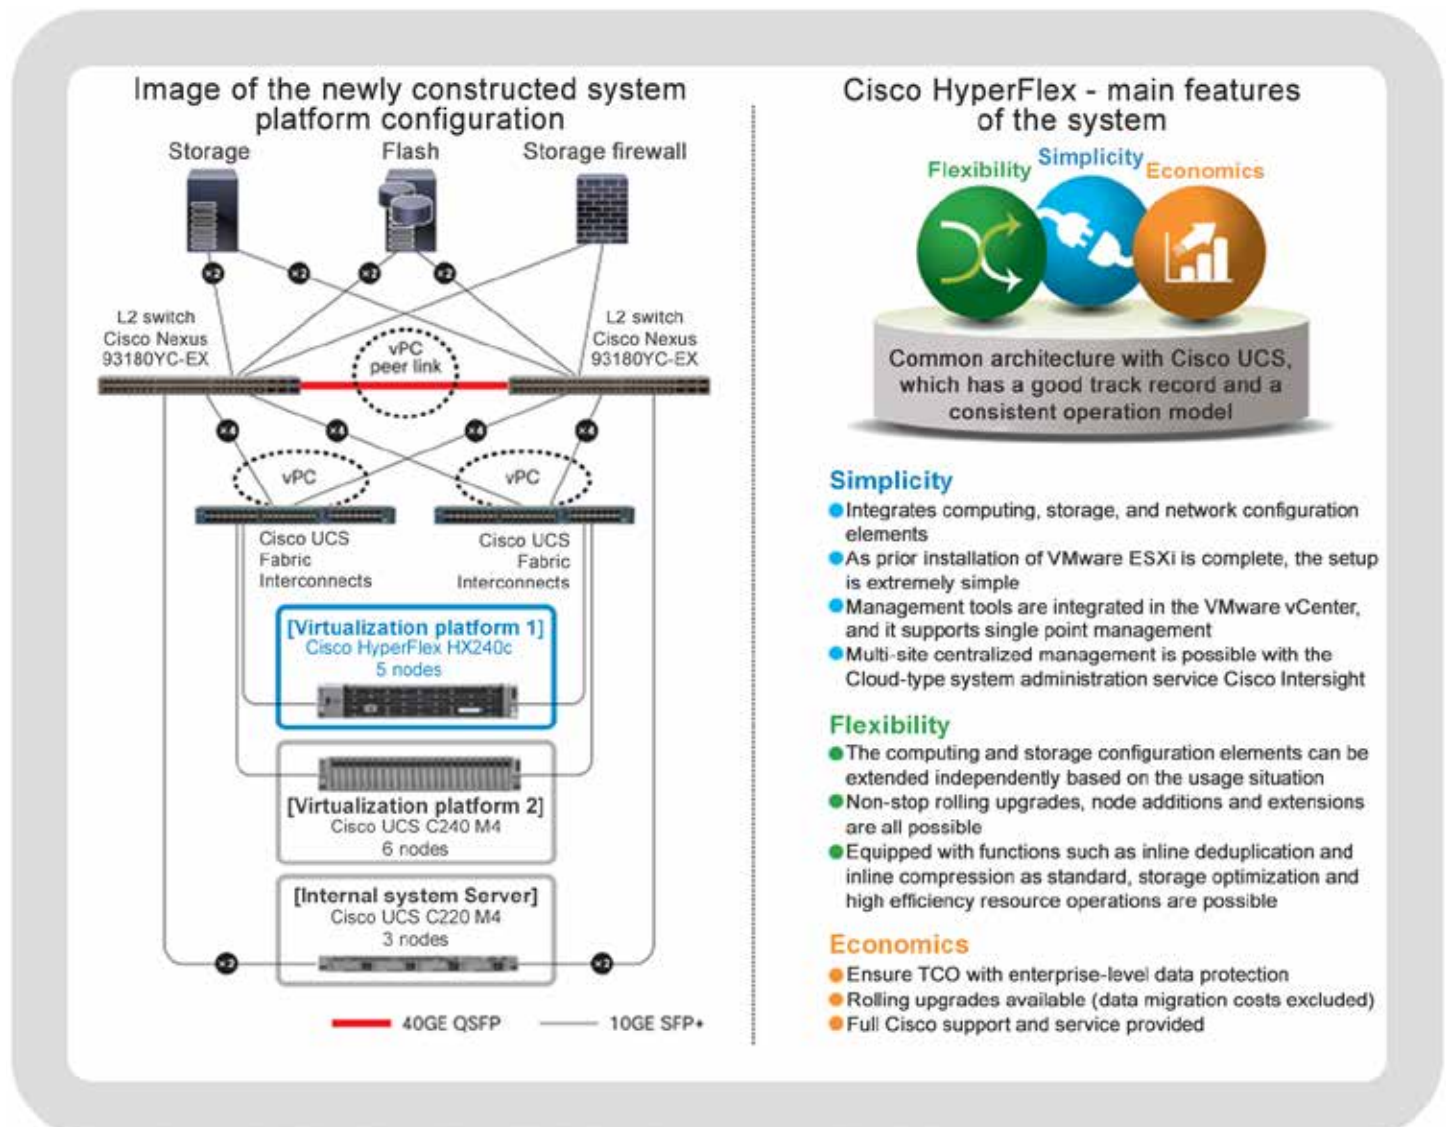 Image of the newly constructed system
platform configuration
Storage
Flash
Storage firewall
×2
×2
×2
×2
L2 switch
Cisco Nexus
93180YC-EX
vPC
peer link
L2 switch
Cisco Nexus
93180YC-EX
×4
×4
×4
×4
vPC
vPC
Cisco UCS
Fabric
Interconnects
Cisco UCS
Fabric
Interconnects
[Virtualization platform 1]
Cisco HyperFlex HX240c
5 nodes
[Virtualization platform 2]
Cisco UCS C240 M4
6 nodes
[Internal system Server]
Cisco UCS C220 M4
3 nodes
×2
×2
40GE QSFP
10GE SFP+
Cisco HyperFlex - main features
of the system
Flexibility
Simplicity
Economics
Common architecture with Cisco UCS,
which has a good track record and a
consistent operation model
Simplicity
Integrates computing, storage, and network configuration
elements
As prior installation of VMware ESXi is complete, the setup
is extremely simple
Management tools are integrated in the VMware vCenter,
and it supports single point management
Multi-site centralized management is possible with the
Cloud-type system administration service Cisco Intersight
Flexibility
The computing and storage configuration elements can be
extended independently based on the usage situation
Non-stop rolling upgrades, node additions and extensions
are all possible
Equipped with functions such as inline deduplication and
inline compression as standard, storage optimization and
high efficiency resource operations are possible
Economics
Ensure TCO with enterprise-level data protection
Rolling upgrades available (data migration costs excluded)
Full Cisco support and service provided